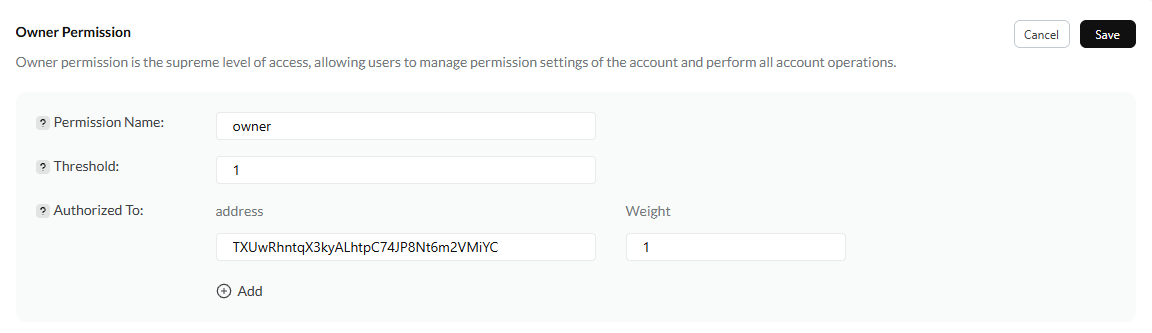 Owner Permission
Cancel
Save
Owner permission is the supreme level of access, allowing users to manage permission settings of the account and perform all account operations.
? Permission Name:
owner
? Threshold:
1
? Authorized To:
address
Weight
TXUwRhntqX3kyALhtpC74JP8Nt6m2VMiYC
1
Add